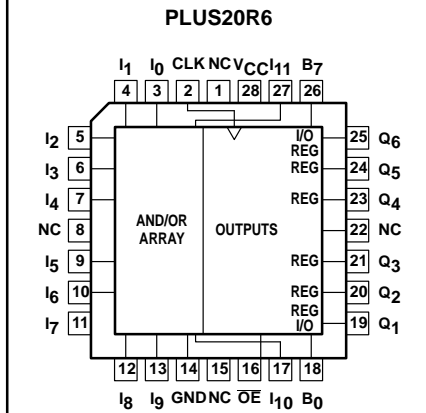 PLUS20R6
I1 I0 CLK NC VCC I11 B7
4 3 2 1 28 27 26
I2 5 I/O 25 Q6
REG
I3 6 REG 24 Q5
I4 7 REG 23 Q4
NC 8 AND/OR ARRAY OUTPUTS 22 NC
I5 9 REG 21 Q3
I6 10 REG 20 Q2
REG
I7 11 I/O 19 Q1
12 13 14 15 16 17 18
I8 I9 GND NC OE I10 B0